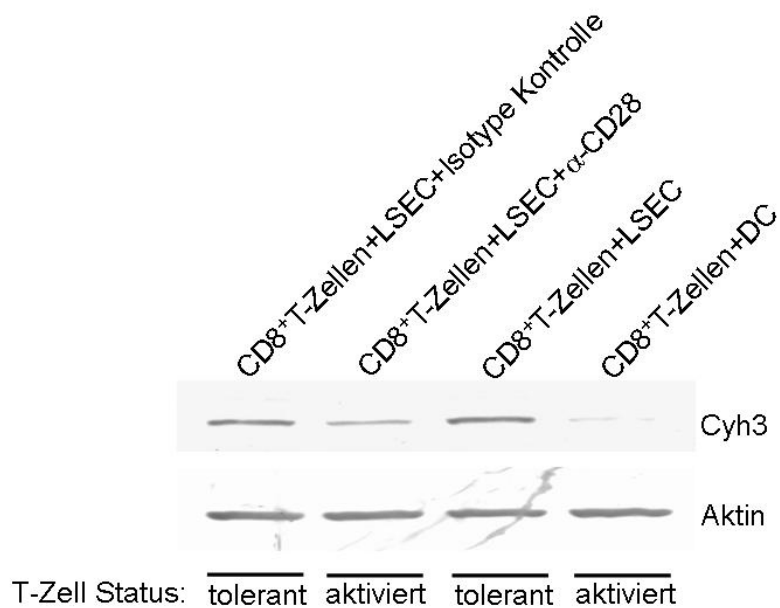 CD8⁺T-Zellen+LSEC+Isotype Kontrolle
CD8⁺T-Zellen+LSEC+α-CD28
CD8⁺T-Zellen+LSEC
CD8⁺T-Zellen+DC
Cyh3
Aktin
T-Zell Status: tolerant aktiviert tolerant aktiviert